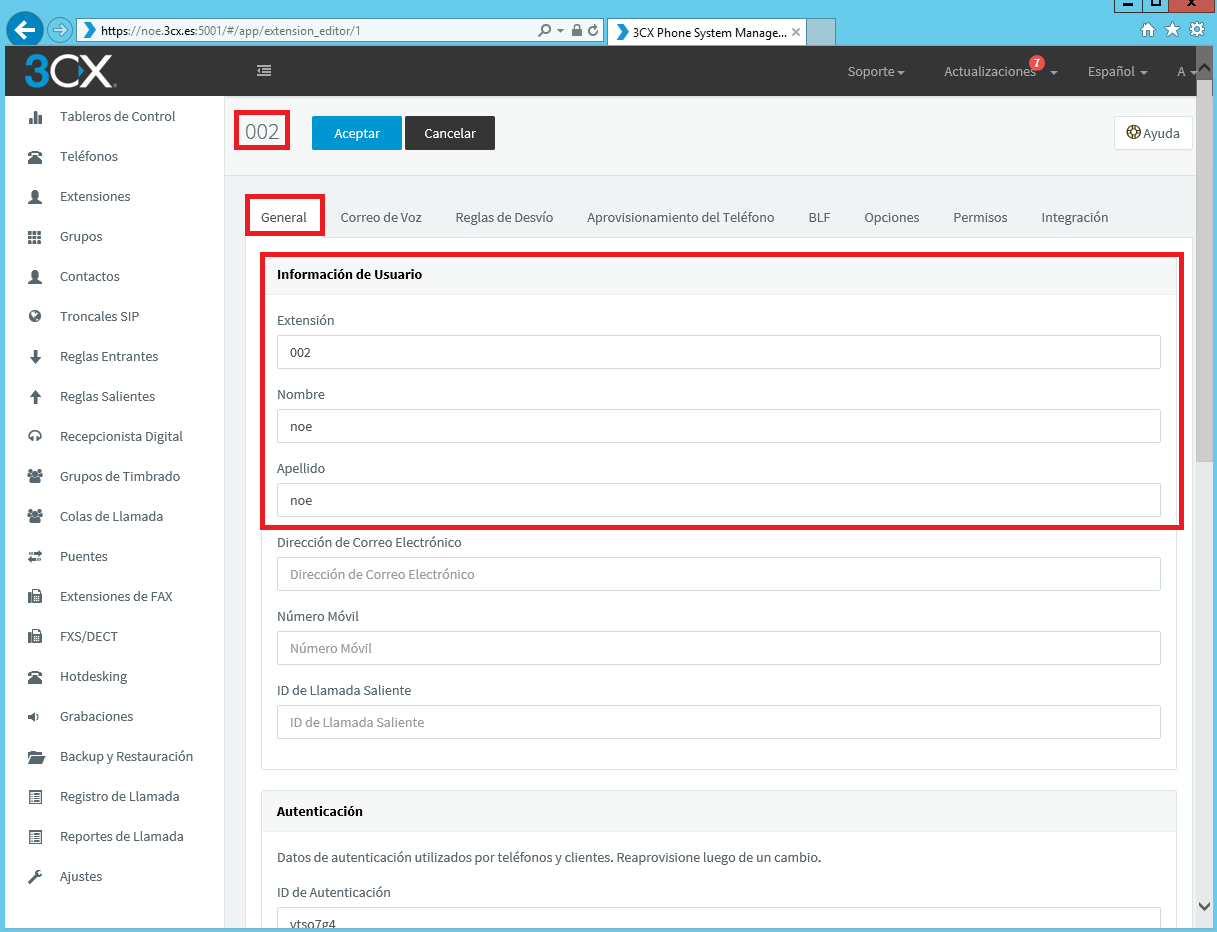 https://noe.3cx.es:5001/#/app/extension_editor/1
3CX Phone System Manage...
3CX
Soporte
Actualizaciones
7
Español
A
Tableros de Control
Teléfonos
Extensiones
Grupos
Contactos
Troncales SIP
Reglas Entrantes
Reglas Salientes
Recepcionista Digital
Grupos de Timbrado
Colas de Llamada
Puentes
Extensiones de FAX
FXS/DECT
Hotdesking
Grabaciones
Backup y Restauración
Registro de Llamada
Reportes de Llamada
Ajustes
002
Aceptar
Cancelar
Ayuda
General
Correo de Voz
Reglas de Desvío
Aprovisionamiento del Teléfono
BLF
Opciones
Permisos
Integración
Información de Usuario
Extensión
002
Nombre
noe
Apellido
noe
Dirección de Correo Electrónico
Dirección de Correo Electrónico
Número Móvil
Número Móvil
ID de Llamada Saliente
ID de Llamada Saliente
Autenticación
Datos de autenticación utilizados por teléfonos y clientes. Reaprovisione luego de un cambio.
ID de Autenticación
vtso7g4